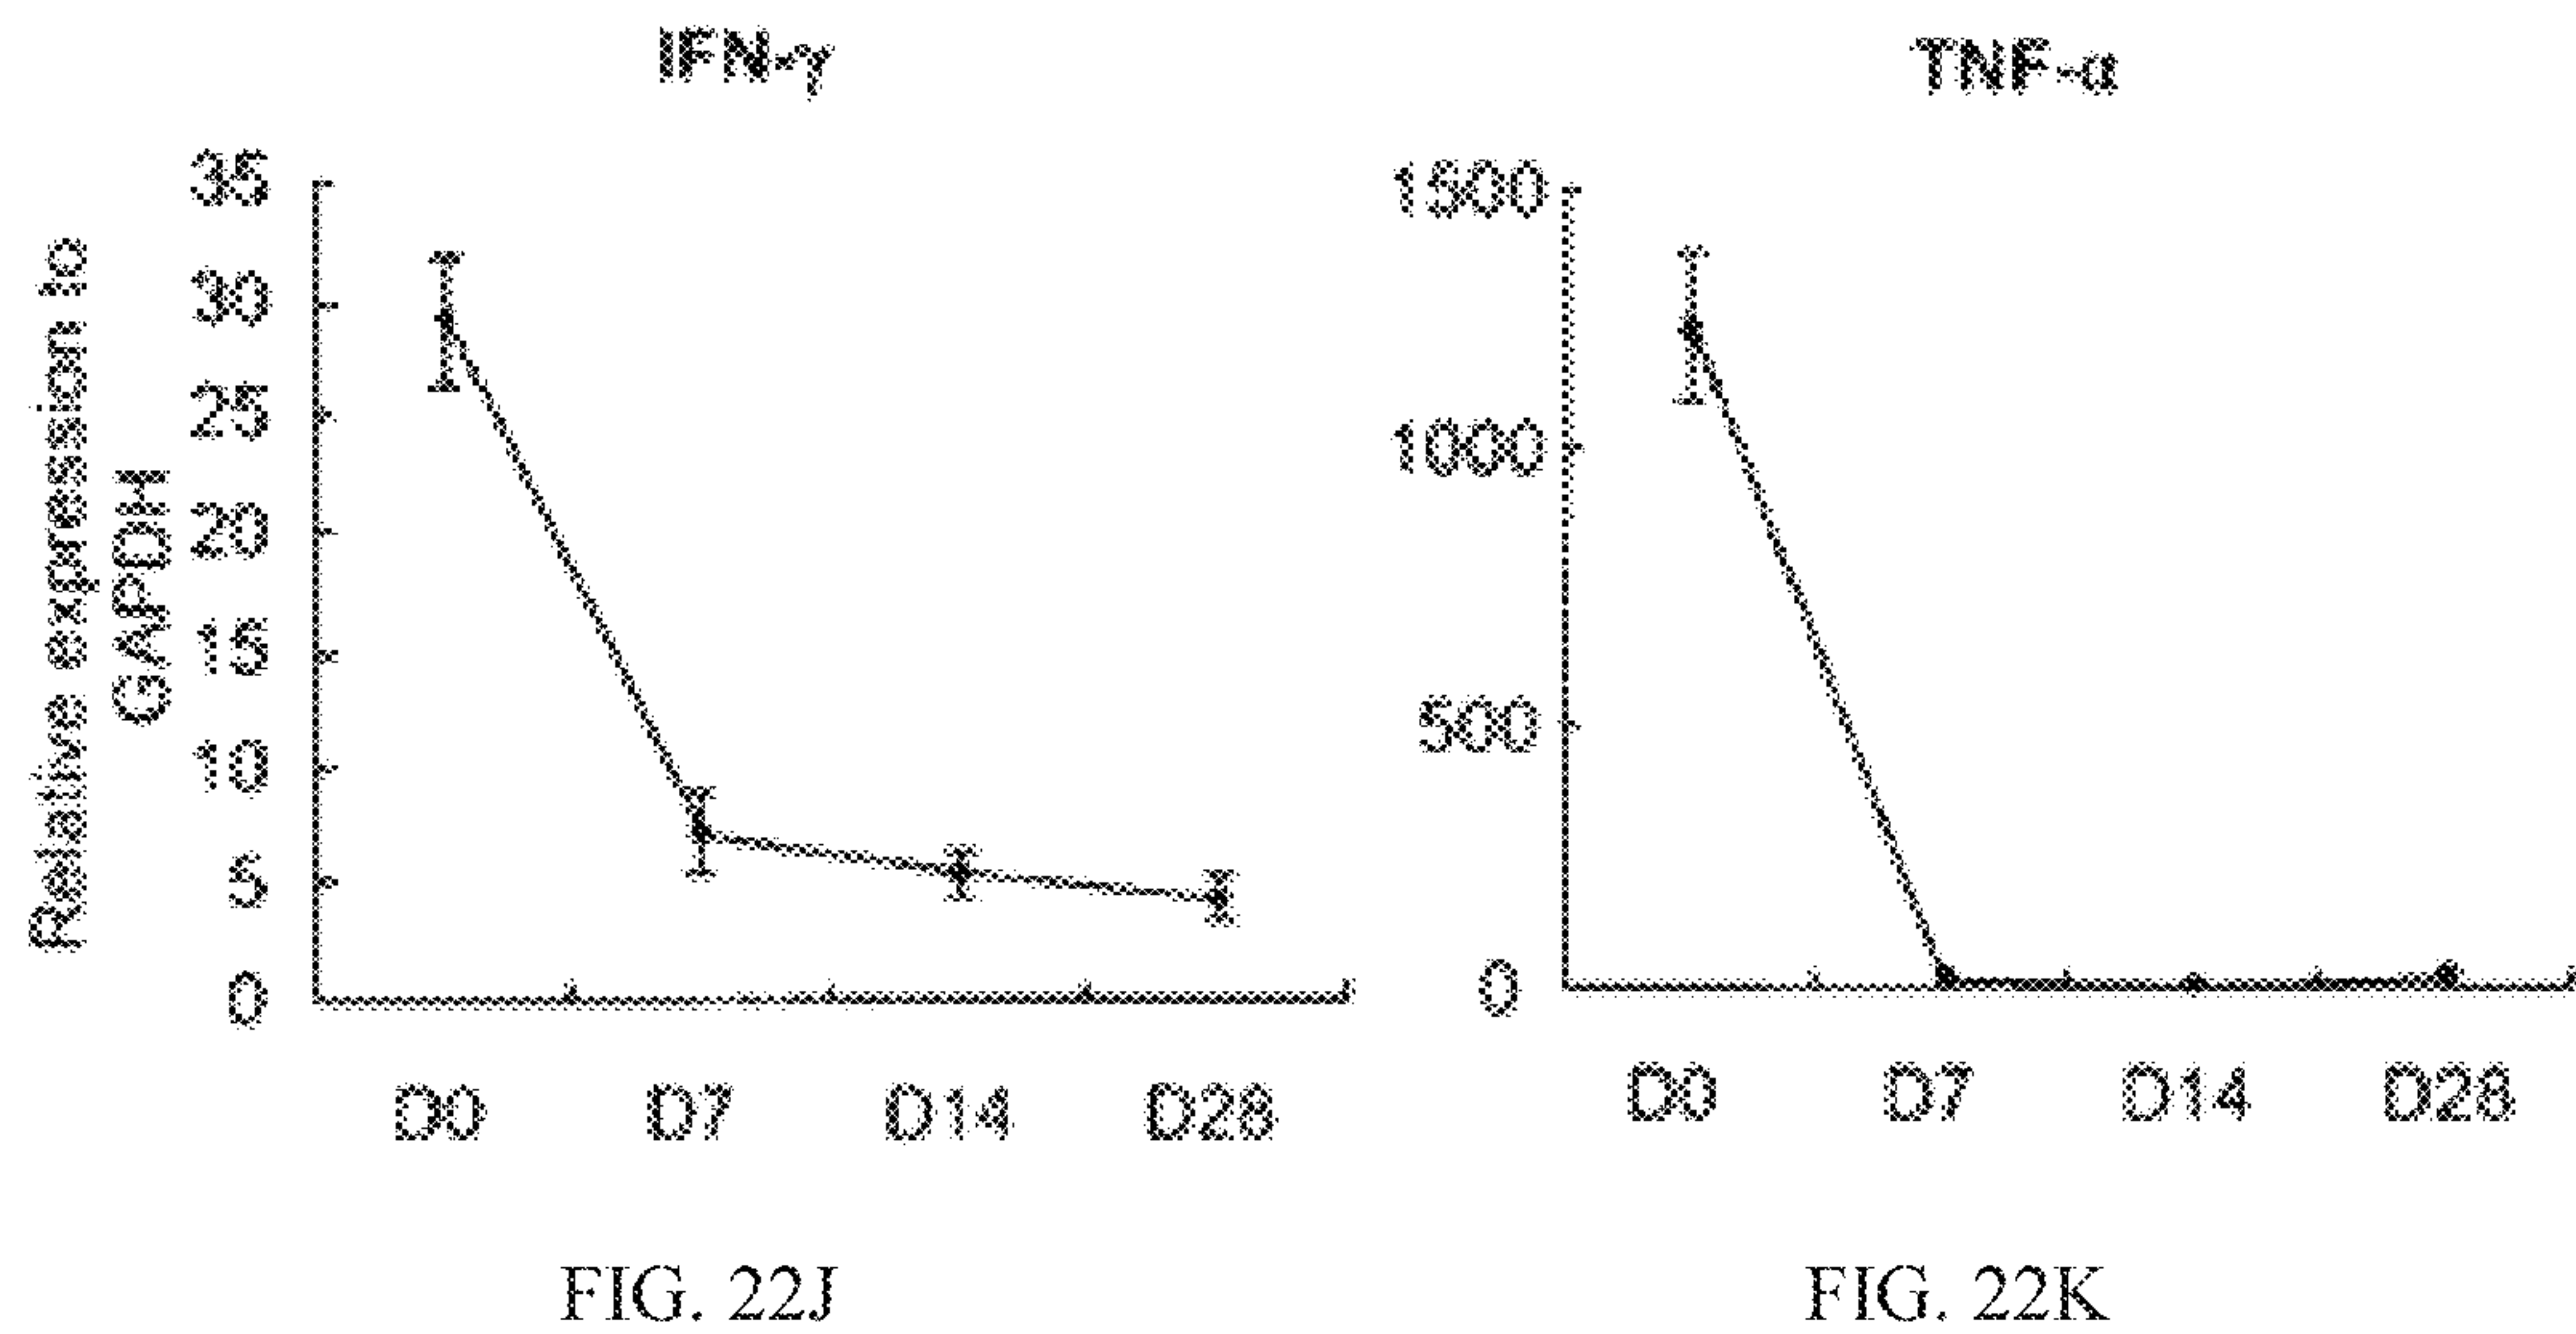 IFN-γ
TNF-α
Relative expression to
GAPDH
35
30
25
20
15
10
5
0
D0 D7 D14 D28
1500
1000
500
0
D0 D7 D14 D28
FIG. 22J
FIG. 22K